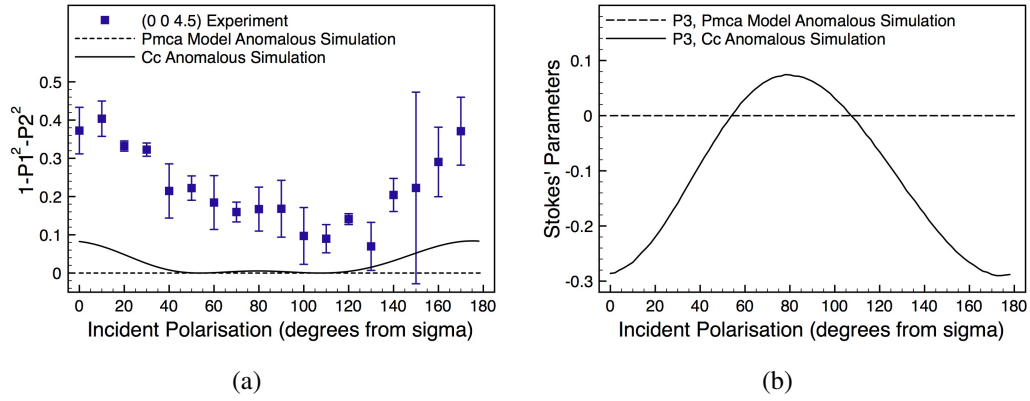 (0 0 4.5) Experiment
Pmca Model Anomalous Simulation
Cc Anomalous Simulation
1-P1²-P2²
0.5
0.4
0.3
0.2
0.1
0
0 20 40 60 80 100 120 140 160 180
Incident Polarisation (degrees from sigma)
(a)
P3, Pmca Model Anomalous Simulation
P3, Cc Anomalous Simulation
Stokes' Parameters
0.1
0
-0.1
-0.2
-0.3
0 20 40 60 80 100 120 140 160 180
Incident Polarisation (degrees from sigma)
(b)